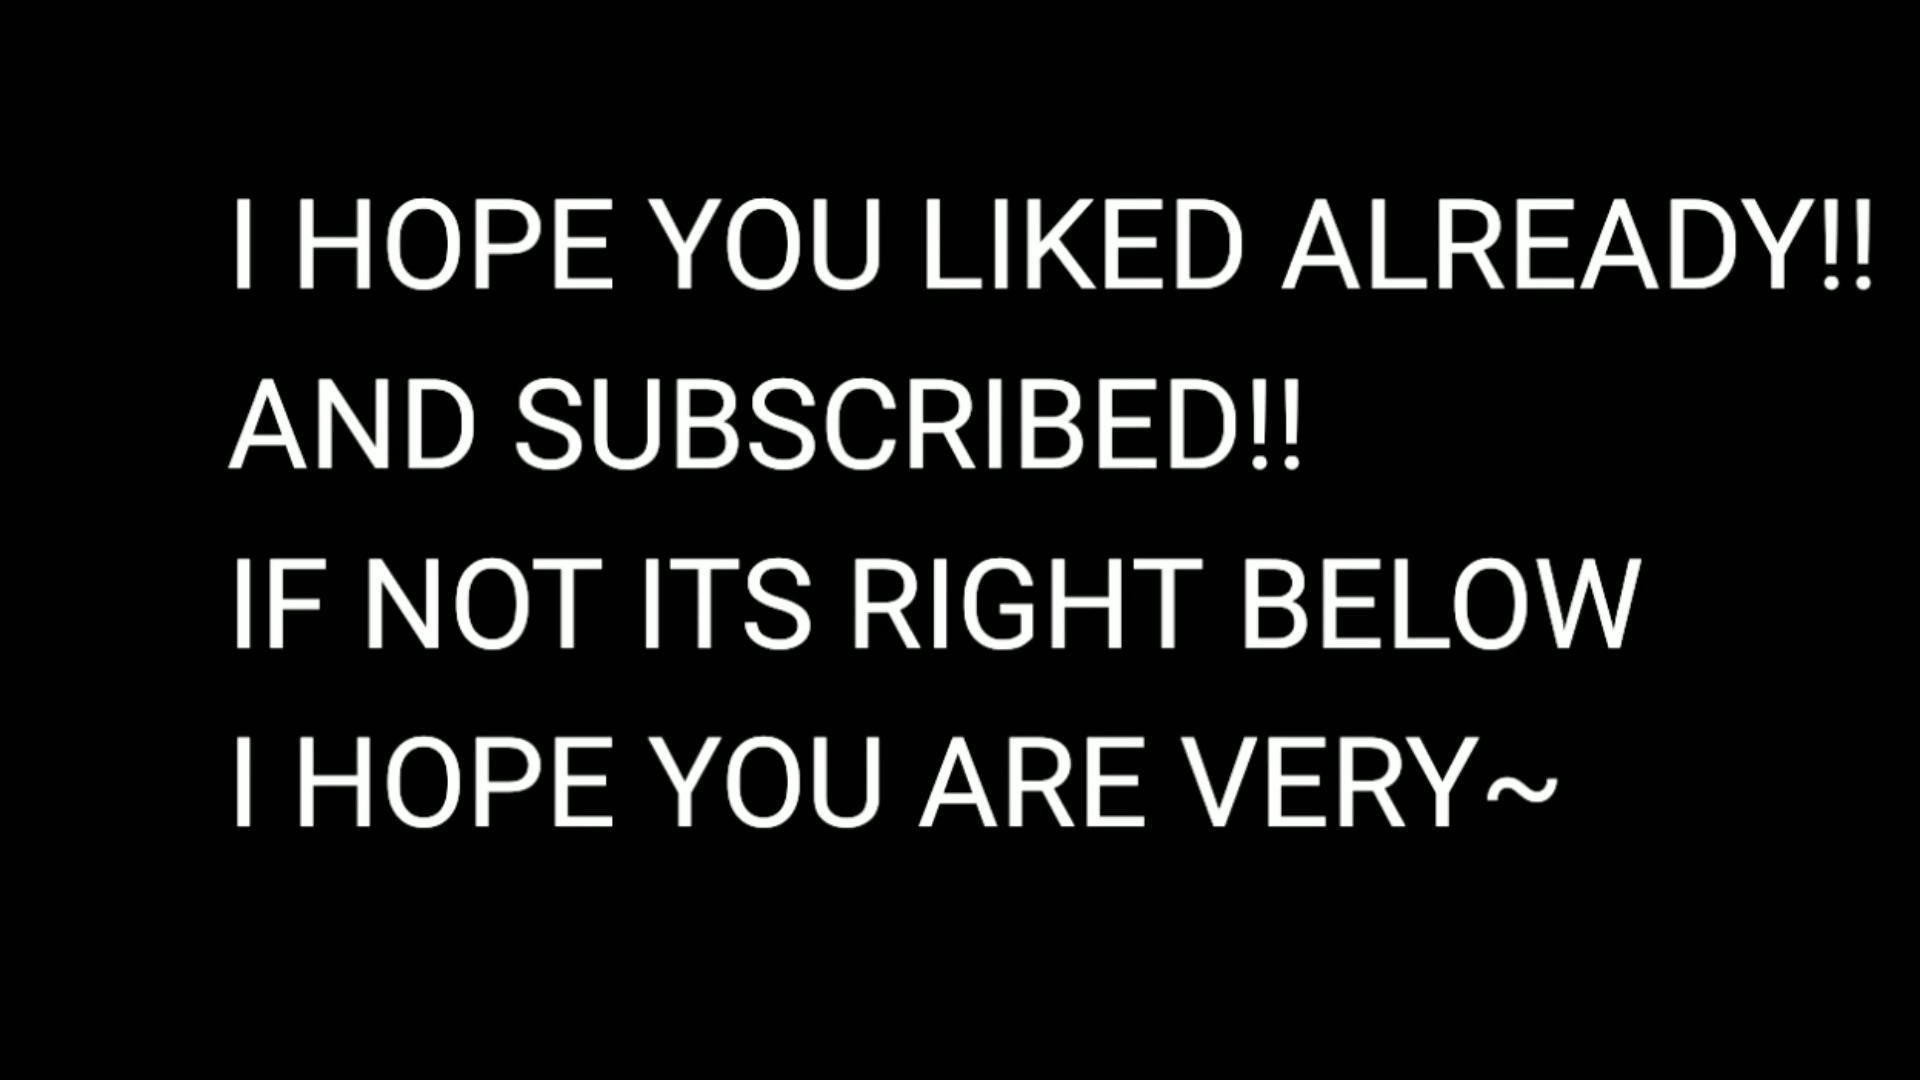 I HOPE YOU LIKED ALREADY!!
AND SUBSCRIBED!!
IF NOT ITS RIGHT BELOW
I HOPE YOU ARE VERY~